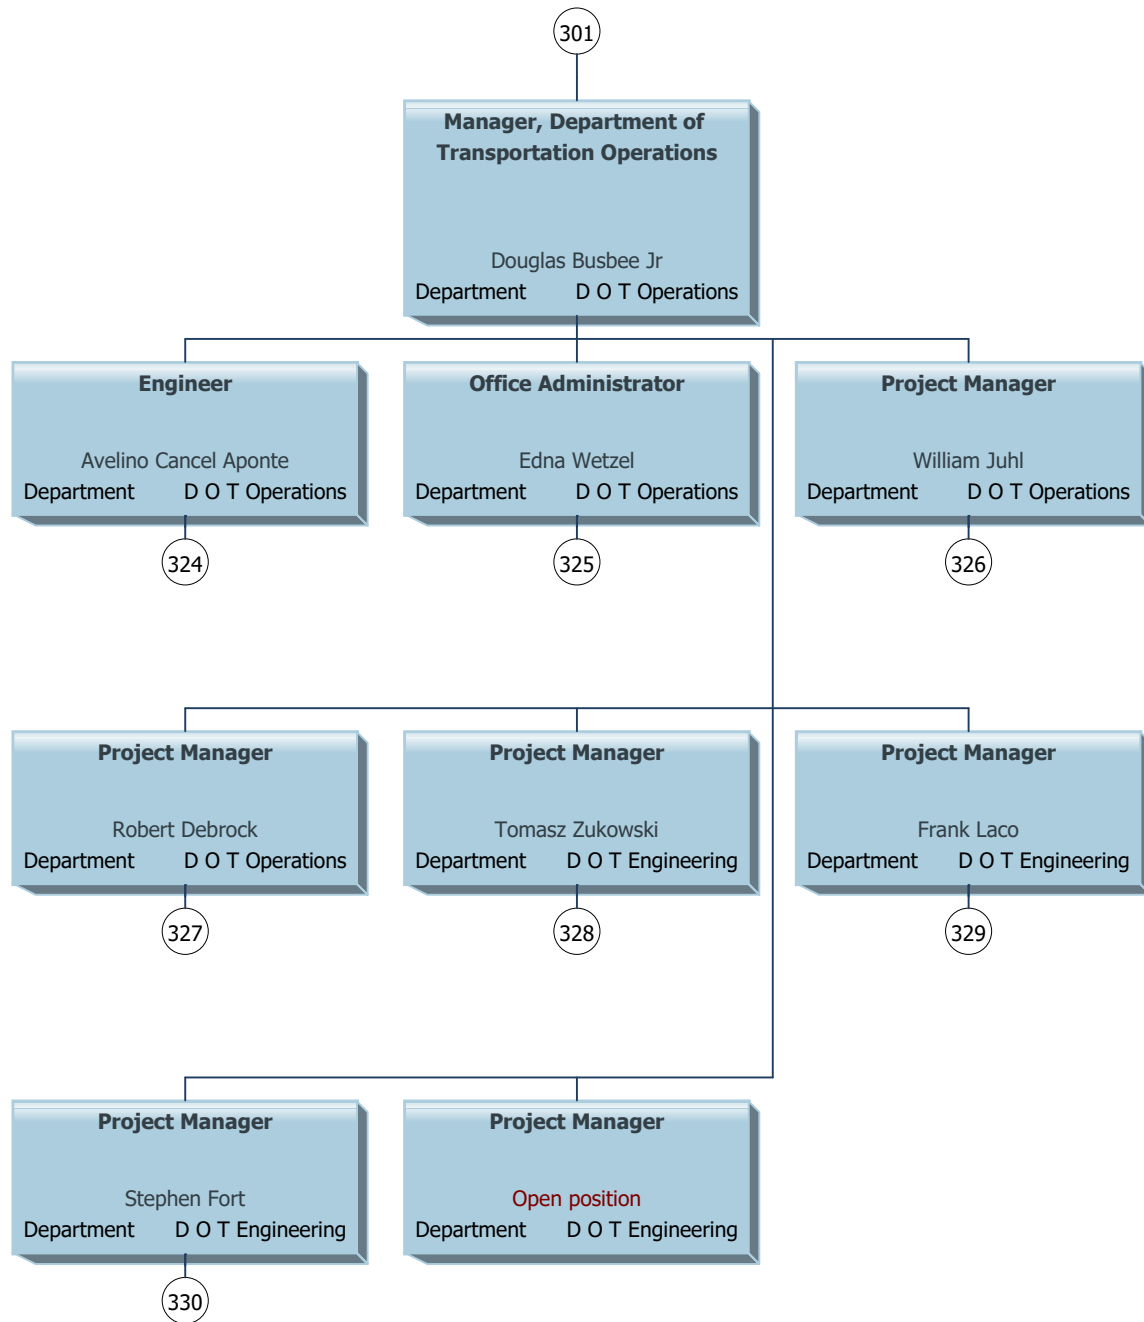 301
Manager, Department of
Transportation Operations
Douglas Busbee Jr
Department D O T Operations
Engineer
Avelino Cancel Aponte
Department D O T Operations
324
Office Administrator
Edna Wetzel
Department D O T Operations
325
Project Manager
William Juhl
Department D O T Operations
326
Project Manager
Robert Debrock
Department D O T Operations
327
Project Manager
Tomasz Zukowski
Department D O T Engineering
328
Project Manager
Frank Laco
Department D O T Engineering
329
Project Manager
Stephen Fort
Department D O T Engineering
330
Project Manager
Open position
Department D O T Engineering